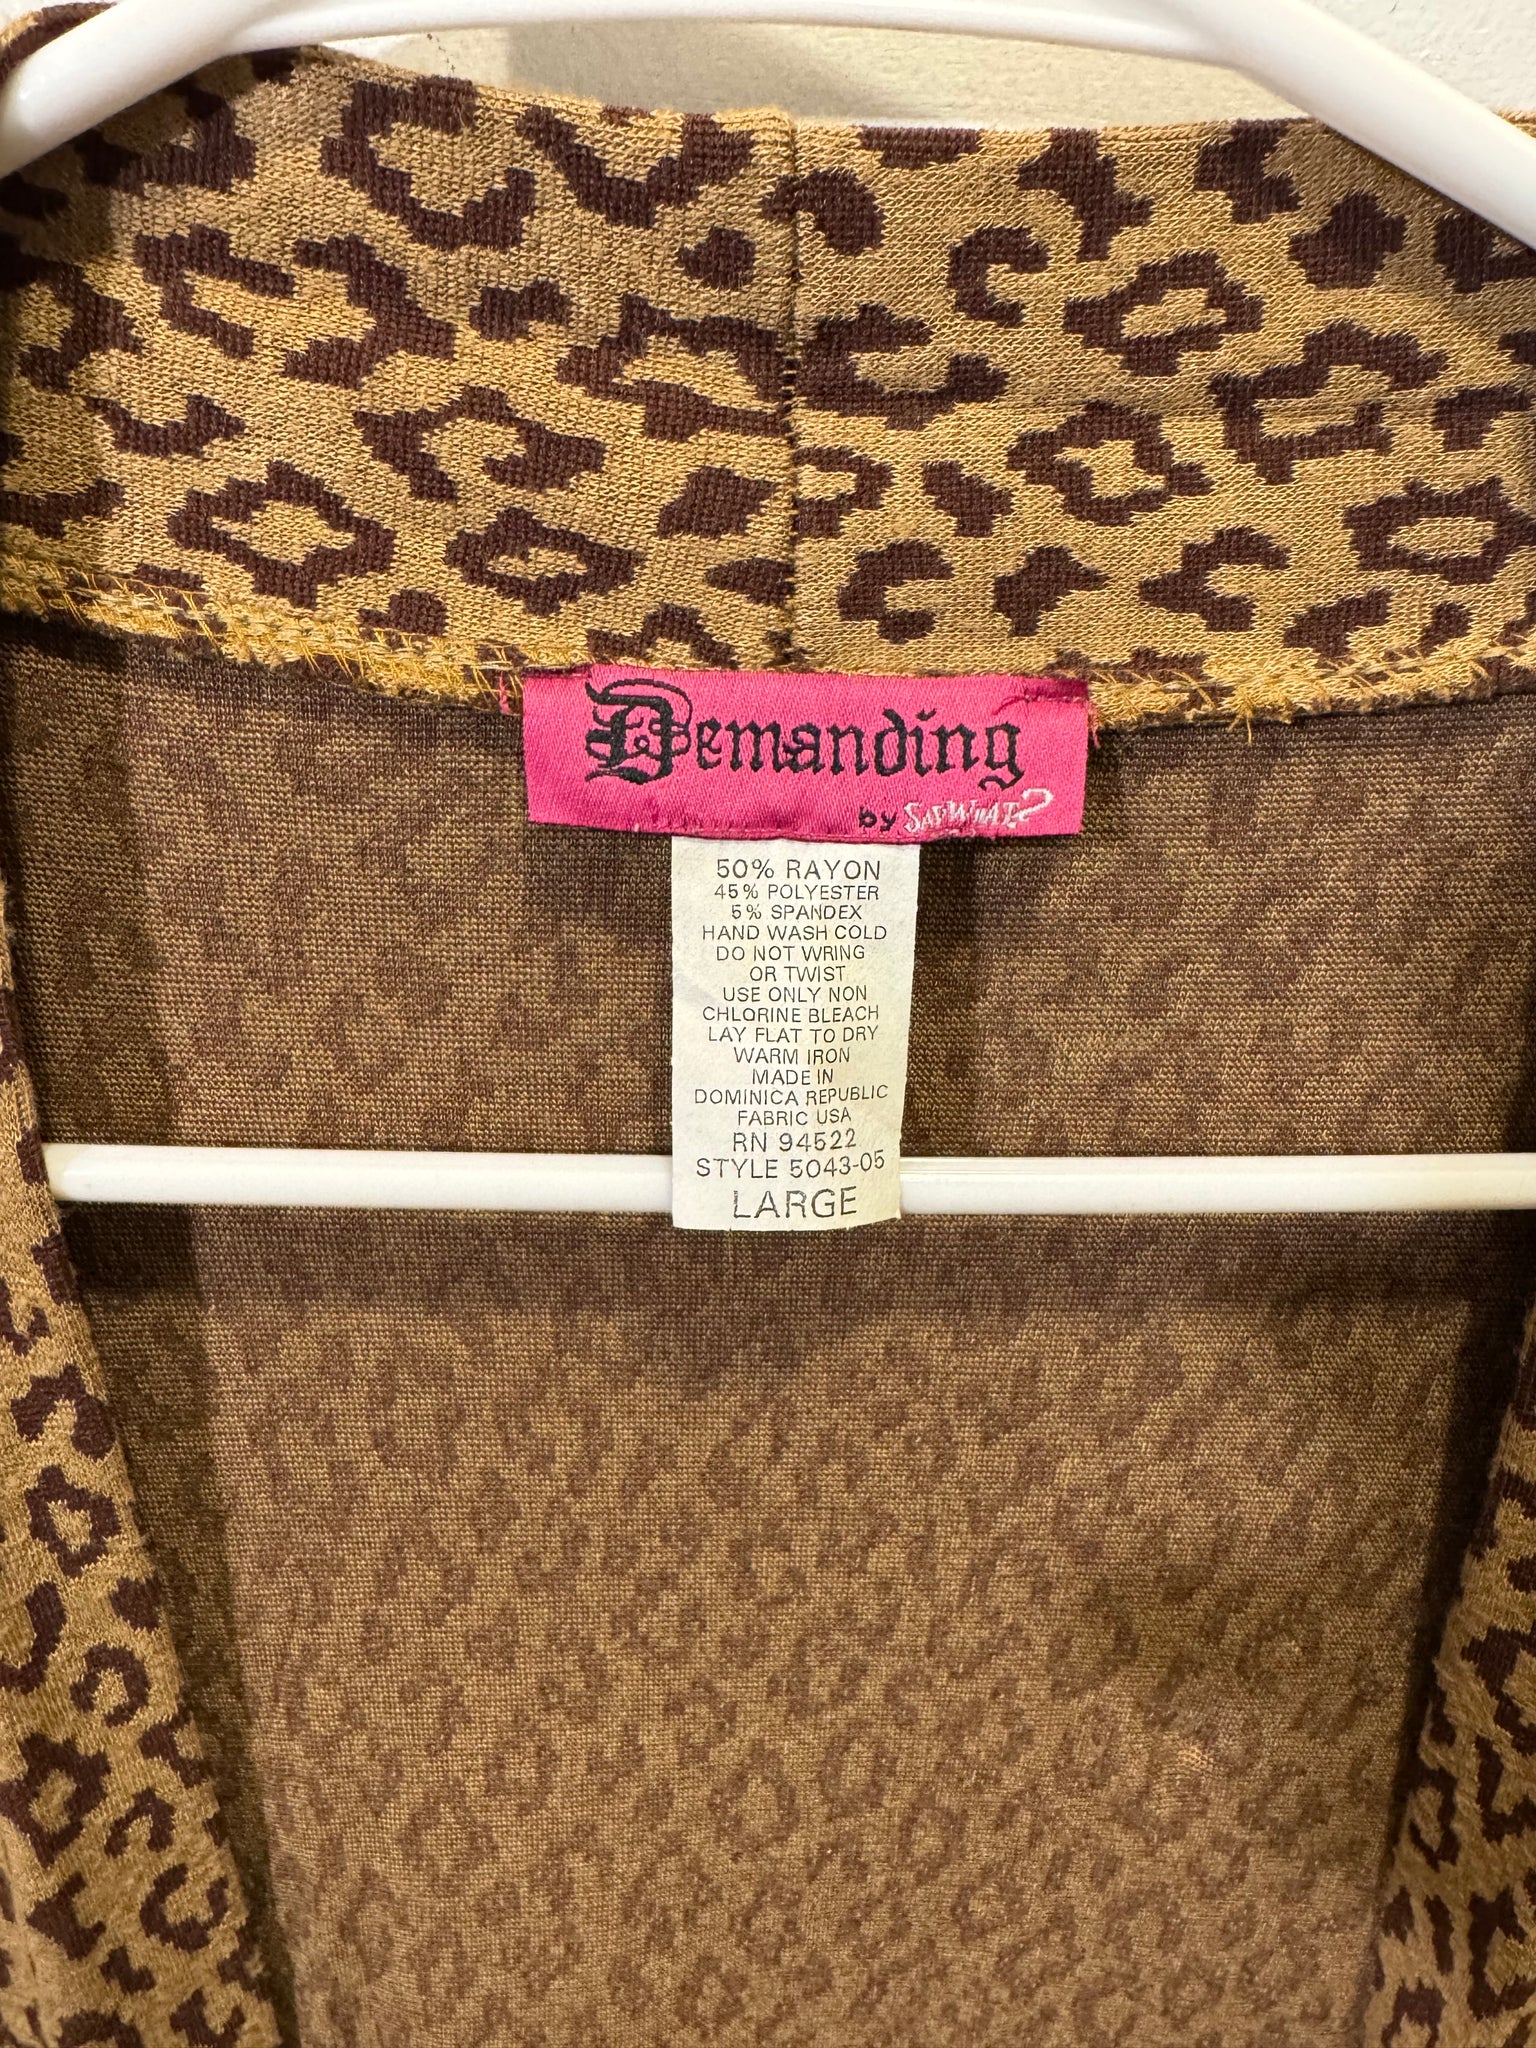 Demanding
by SAYWHAT?
50% RAYON
45% POLYESTER
5% SPANDEX
HAND WASH COLD
DO NOT WRING
OR TWIST
USE ONLY NON
CHLORINE BLEACH
LAY FLAT TO DRY
WARM IRON
MADE IN
DOMINICA REPUBLIC
FABRIC USA
RN 94522
STYLE 5043-05
LARGE